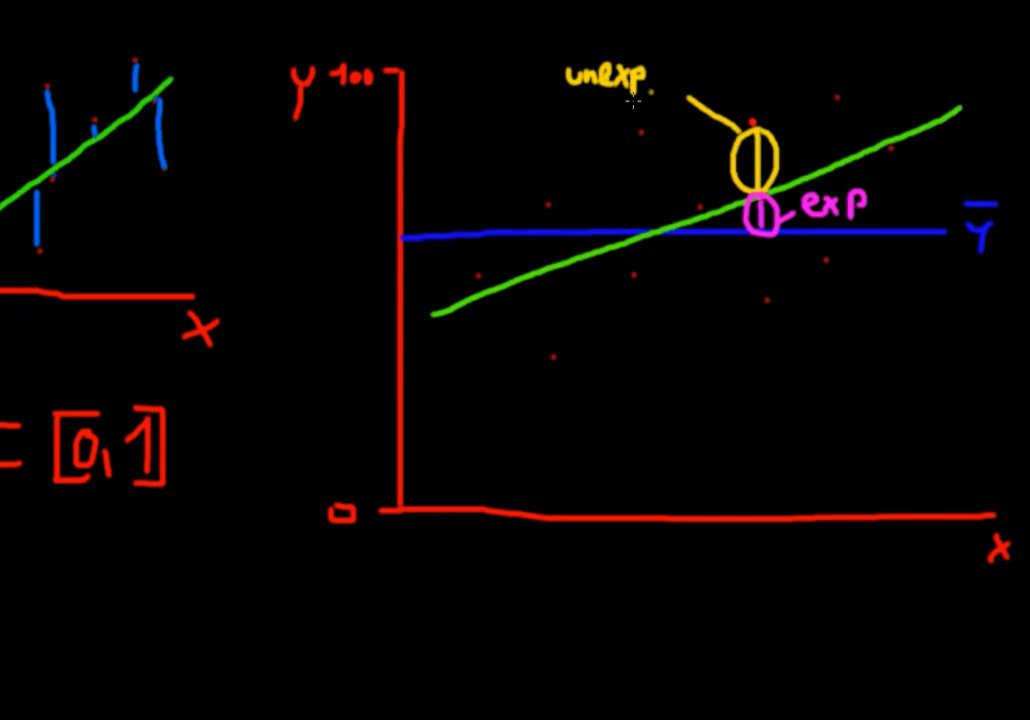 unexp.
y 100
exp
Y
X
= [0,1]
0
x